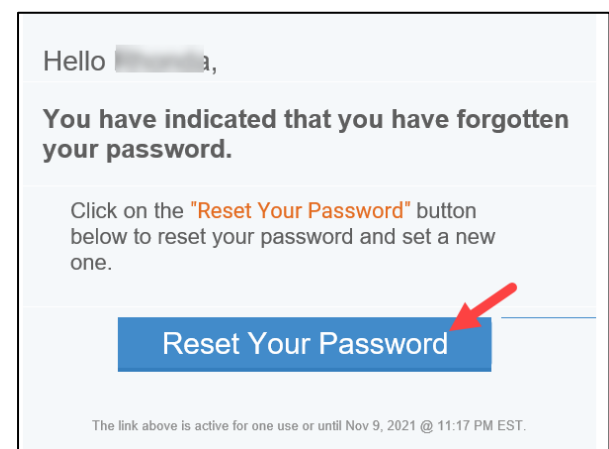 Hello
You have indicated that you have forgotten
your password.
Click on the "Reset Your Password" button
below to reset your password and set a new
one.
Reset Your Password
The link above is active for one use or until Nov 9, 2021 @ 11:17 PM EST.